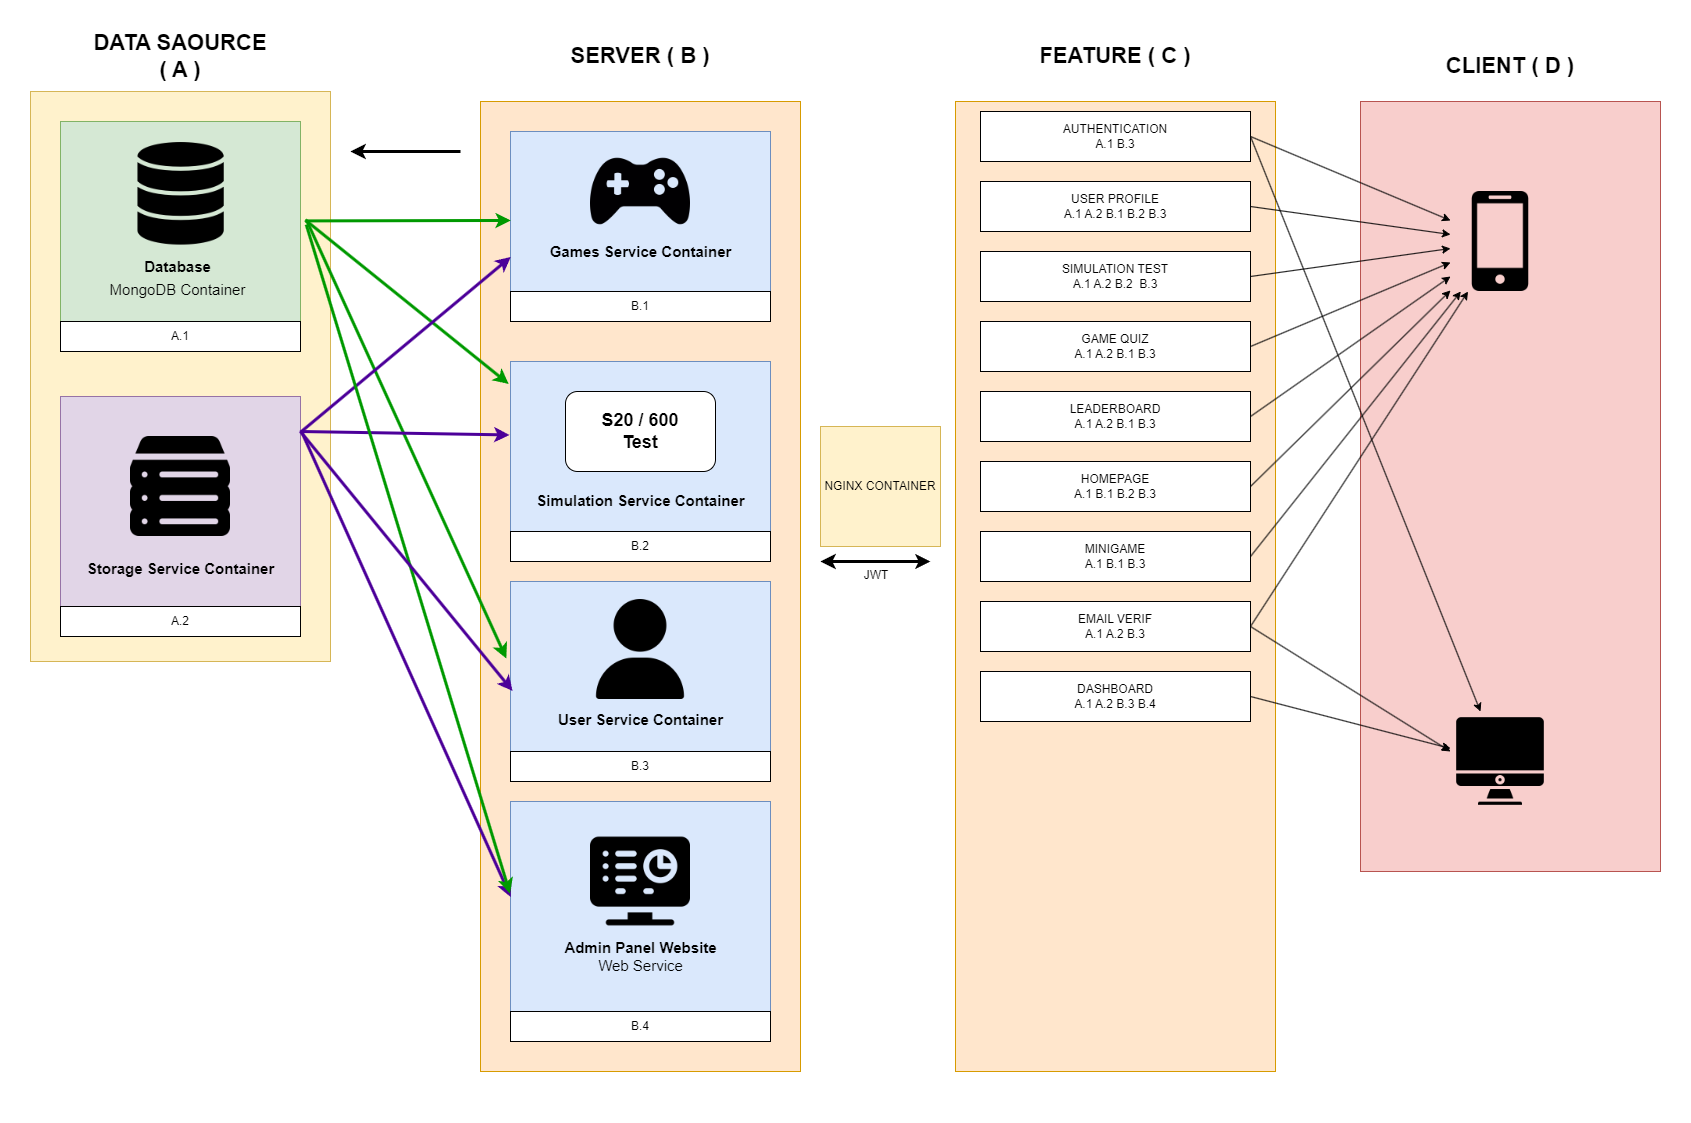 DATA SAOURCE
( A )
Database
MongoDB Container
A.1
Storage Service Container
A.2
SERVER ( B )
Games Service Container
B.1
S20 / 600
Test
Simulation Service Container
B.2
User Service Container
B.3
Admin Panel Website
Web Service
B.4
NGINX CONTAINER
JWT
FEATURE ( C )
AUTHENTICATION
A.1 B.3
USER PROFILE
A.1 A.2 B.1 B.2 B.3
SIMULATION TEST
A.1 A.2 B.2 B.3
GAME QUIZ
A.1 A.2 B.1 B.3
LEADERBOARD
A.1 A.2 B.1 B.3
HOMEPAGE
A.1 B.1 B.2 B.3
MINIGAME
A.1 B.1 B.3
EMAIL VERIF
A.1 A.2 B.3
DASHBOARD
A.1 A.2 B.3 B.4
CLIENT ( D )